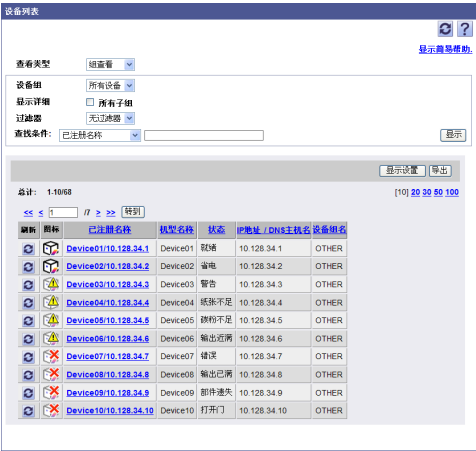 设备列表
显示简易帮助.
查看类型 组查看
设备组 所有设备
显示详细 所有子组
过滤器 无过滤器
查找条件: 已注册名称 显示
显示设置 导出
总计: 1-10/68 [10] 20 30 50 100
<< < 1 /7 > >> 转到
刷新 图标 已注册名称 机型名称 状态 IP地址 / DNS主机名 设备组名
Device01/10.128.34.1 Device01 就绪 10.128.34.1 OTHER
Device02/10.128.34.2 Device02 省电 10.128.34.2 OTHER
Device03/10.128.34.3 Device03 警告 10.128.34.3 OTHER
Device04/10.128.34.4 Device04 纸张不足 10.128.34.4 OTHER
Device05/10.128.34.5 Device05 碳粉不足 10.128.34.5 OTHER
Device06/10.128.34.6 Device06 输出近满 10.128.34.6 OTHER
Device07/10.128.34.7 Device07 错误 10.128.34.7 OTHER
Device08/10.128.34.8 Device08 输出已满 10.128.34.8 OTHER
Device09/10.128.34.9 Device09 部件遗失 10.128.34.9 OTHER
Device10/10.128.34.10 Device10 打开门 10.128.34.10 OTHER